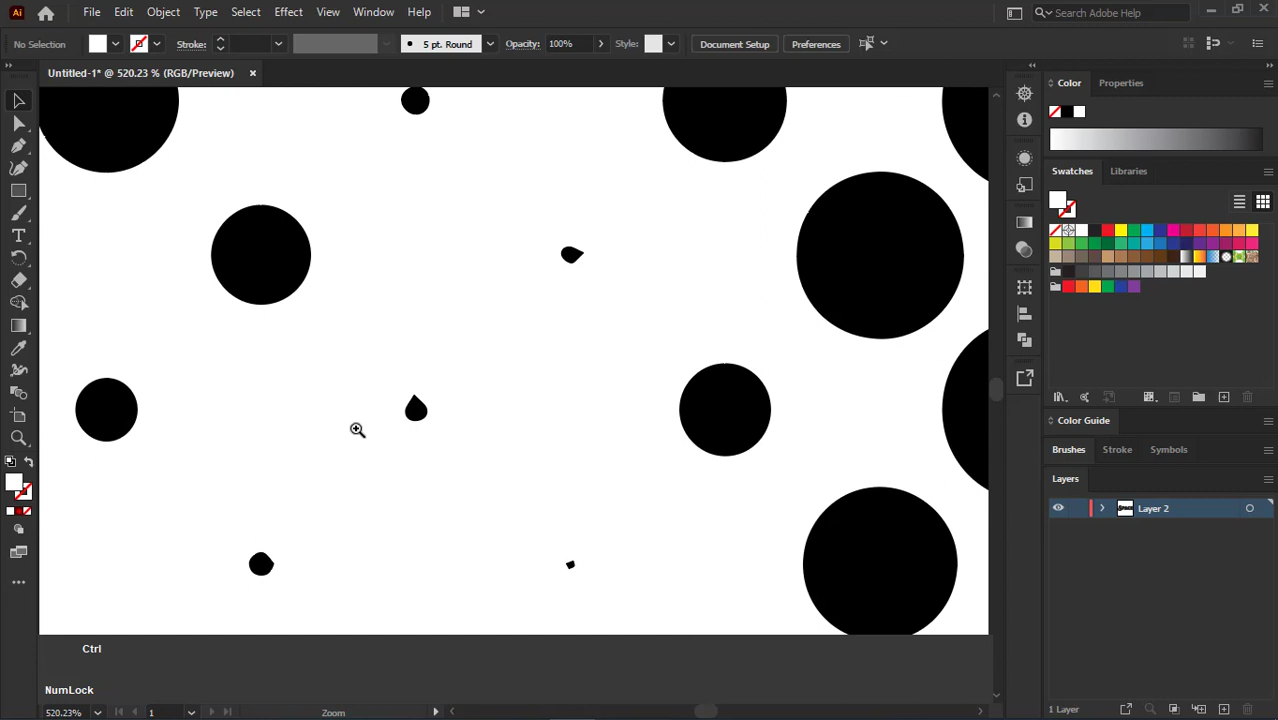 Ai File Edit Object Type Select Effect View Window Help Search Adobe Help
No Selection Stroke: 5 pt. Round Opacity: 100% Style: Document Setup Preferences
Untitled-1* @ 520.23 % (RGB/Preview) ×
Color Properties
Swatches Libraries
Color Guide
Brushes Stroke Symbols
Layers
Layer 2
Ctrl
NumLock
520.23% 1 Zoom 1 Layer